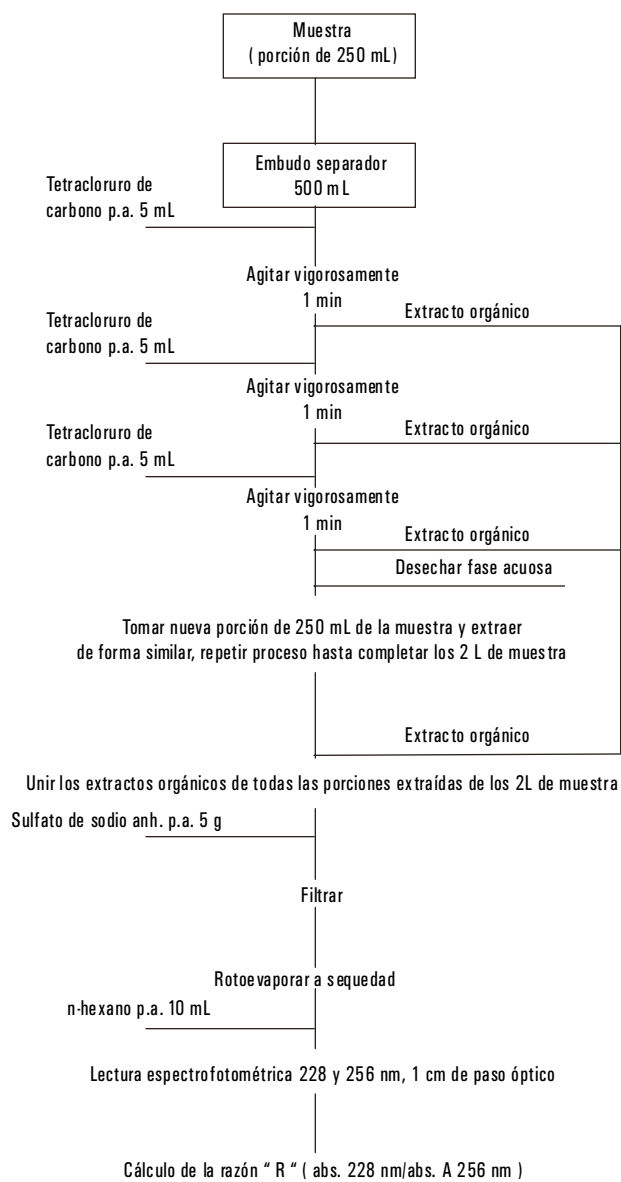 Muestra
( porción de 250 mL)
Embudo separador
500 mL
Tetracloruro de
carbono p.a. 5 mL
Agitar vigorosamente
1 min
Extracto orgánico
Tetracloruro de
carbono p.a. 5 mL
Agitar vigorosamente
1 min
Extracto orgánico
Tetracloruro de
carbono p.a. 5 mL
Agitar vigorosamente
1 min
Extracto orgánico
Desechar fase acuosa
Tomar nueva porción de 250 mL de la muestra y extraer
de forma similar, repetir proceso hasta completar los 2 L de muestra
Extracto orgánico
Unir los extractos orgánicos de todas las porciones extraídas de los 2L de muestra
Sulfato de sodio anh. p.a. 5 g
Filtrar
Rotoevaporar a sequedad
n-hexano p.a. 10 mL
Lectura espectrofotométrica 228 y 256 nm, 1 cm de paso óptico
Cálculo de la razón “ R “ ( abs. 228 nm/abs. A 256 nm )